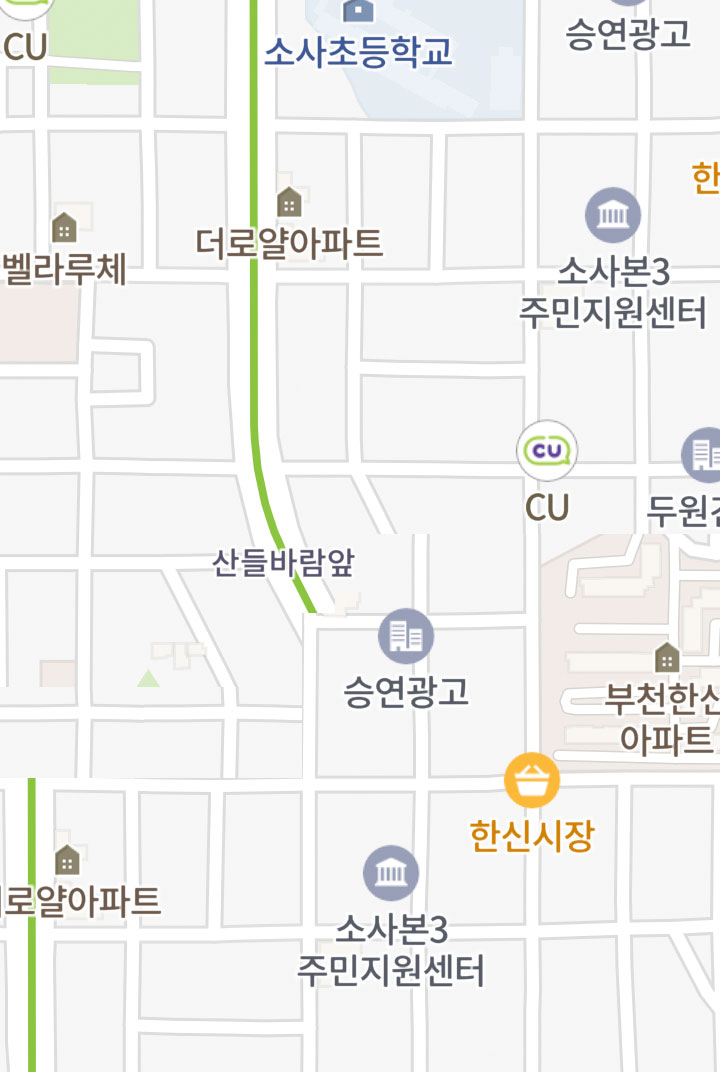 CU
소사초등학교
승연광고
한
더로얄아파트
벨라루체
소사본3
주민지원센터
CU
CU
두원
산들바람앞
승연광고
부천한신
아파트
한신시장
로얄아파트
소사본3
주민지원센터